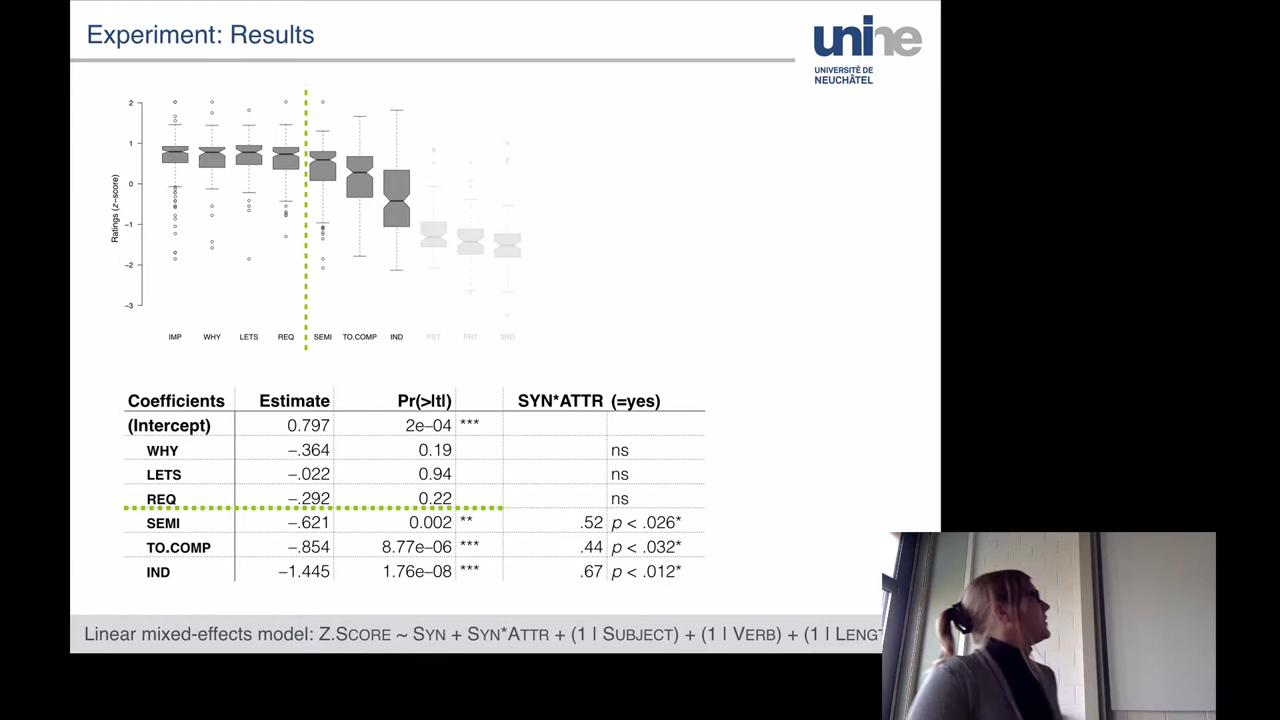 Experiment: Results
unine
UNIVERSITÉ DE
NEUCHÂTEL
Ratings (z−score)
2
1
0
−1
−2
−3
IMP WHY LETS REQ SEMI TO.COMP IND PST PRT 3RD
Coefficients Estimate Pr(>ltl) SYN*ATTR (=yes)
(Intercept) 0.797 2e–04 ***
WHY –.364 0.19 ns
LETS –.022 0.94 ns
REQ –.292 0.22 ns
SEMI –.621 0.002 ** .52 p < .026*
TO.COMP –.854 8.77e–06 *** .44 p < .032*
IND –1.445 1.76e–08 *** .67 p < .012*
Linear mixed-effects model: Z.SCORE ~ SYN + SYN*ATTR + (1 | SUBJECT) + (1 | VERB) + (1 | LENGT